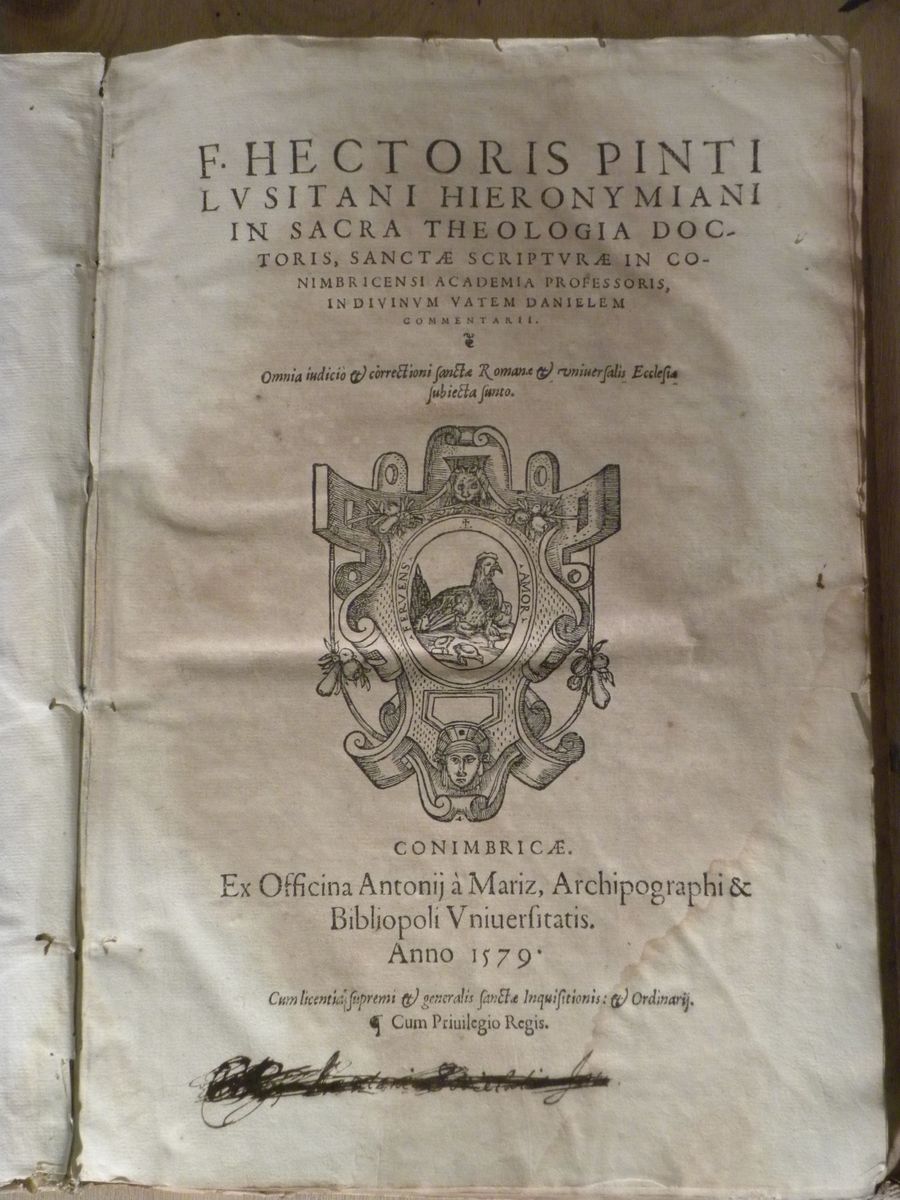 F. HECTORIS PINTI
LVSITANI HIERONYMIANI
IN SACRA THEOLOGIA DOC-
TORIS, SANCTÆ SCRIPTVRÆ IN CO-
NIMBRICENSI ACADEMIA PROFESSORIS,
IN DIVINVM VATEM DANIELEM
COMMENTARII.
Omnia iudicio & correctioni sanctæ Romanæ & vniuersalis Ecclesiæ
subiecta sunto.
FERVENS AMOR
CONIMBRICÆ.
Ex Officina Antonij à Mariz, Archipographi &
Bibliopoli Vniuersitatis.
Anno 1579.
Cum licentia supremi & generalis sanctæ Inquisitionis: & Ordinarij.
¶ Cum Priuilegio Regis.